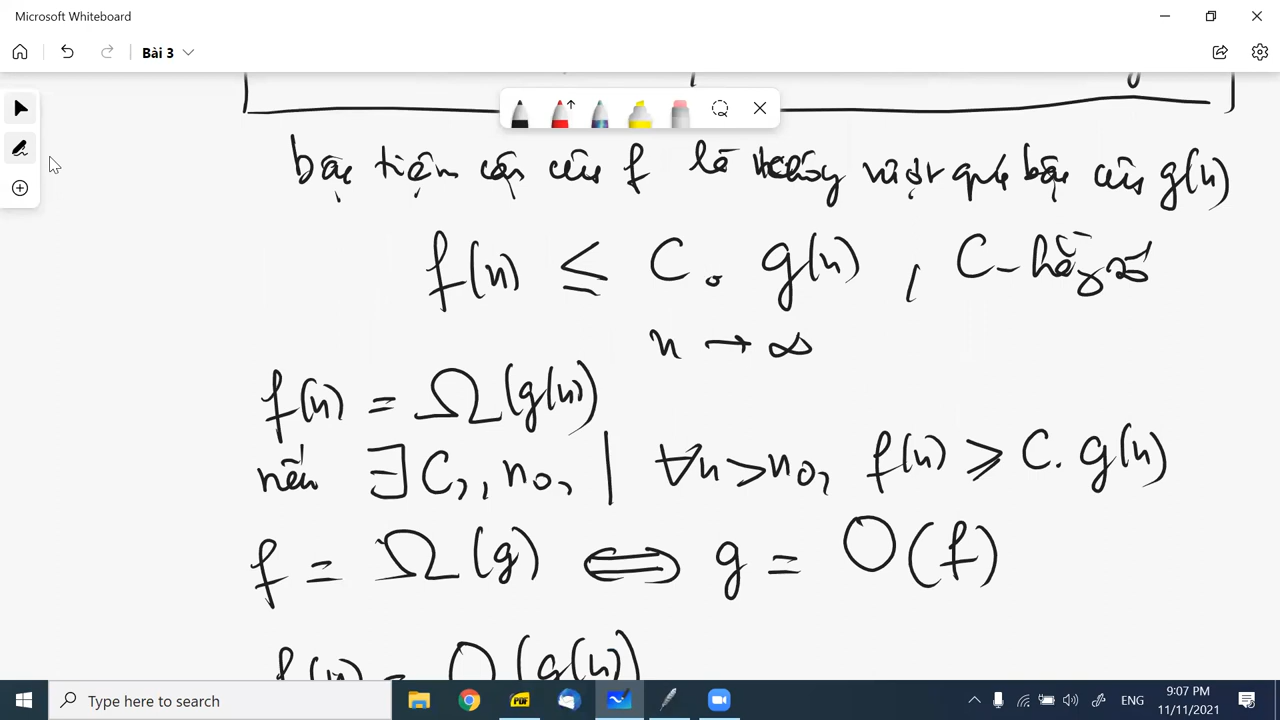 Microsoft Whiteboard
Bài 3
bậc tiệm cận của f là không vượt quá bậc của g(n)
f(n) ≤ C. g(n) , C - hằng số
n → ∞
f(n) = Ω(g(n))
nếu ∃ C, , n0, | ∀n > n0, f(n) ≥ C. g(n)
f = Ω(g) ⟺ g = O(f)
f(n) = O(g(n))
Type here to search
PDF
ENG
9:07 PM
11/11/2021